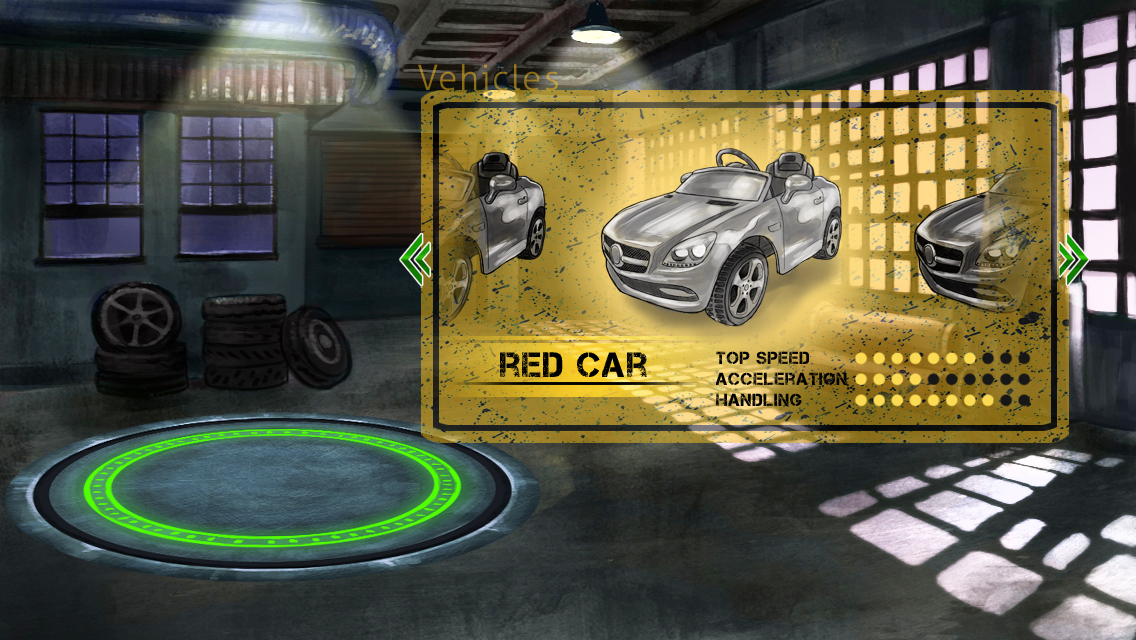 Vehicles
RED CAR
TOP SPEED
ACCELERATION
HANDLING